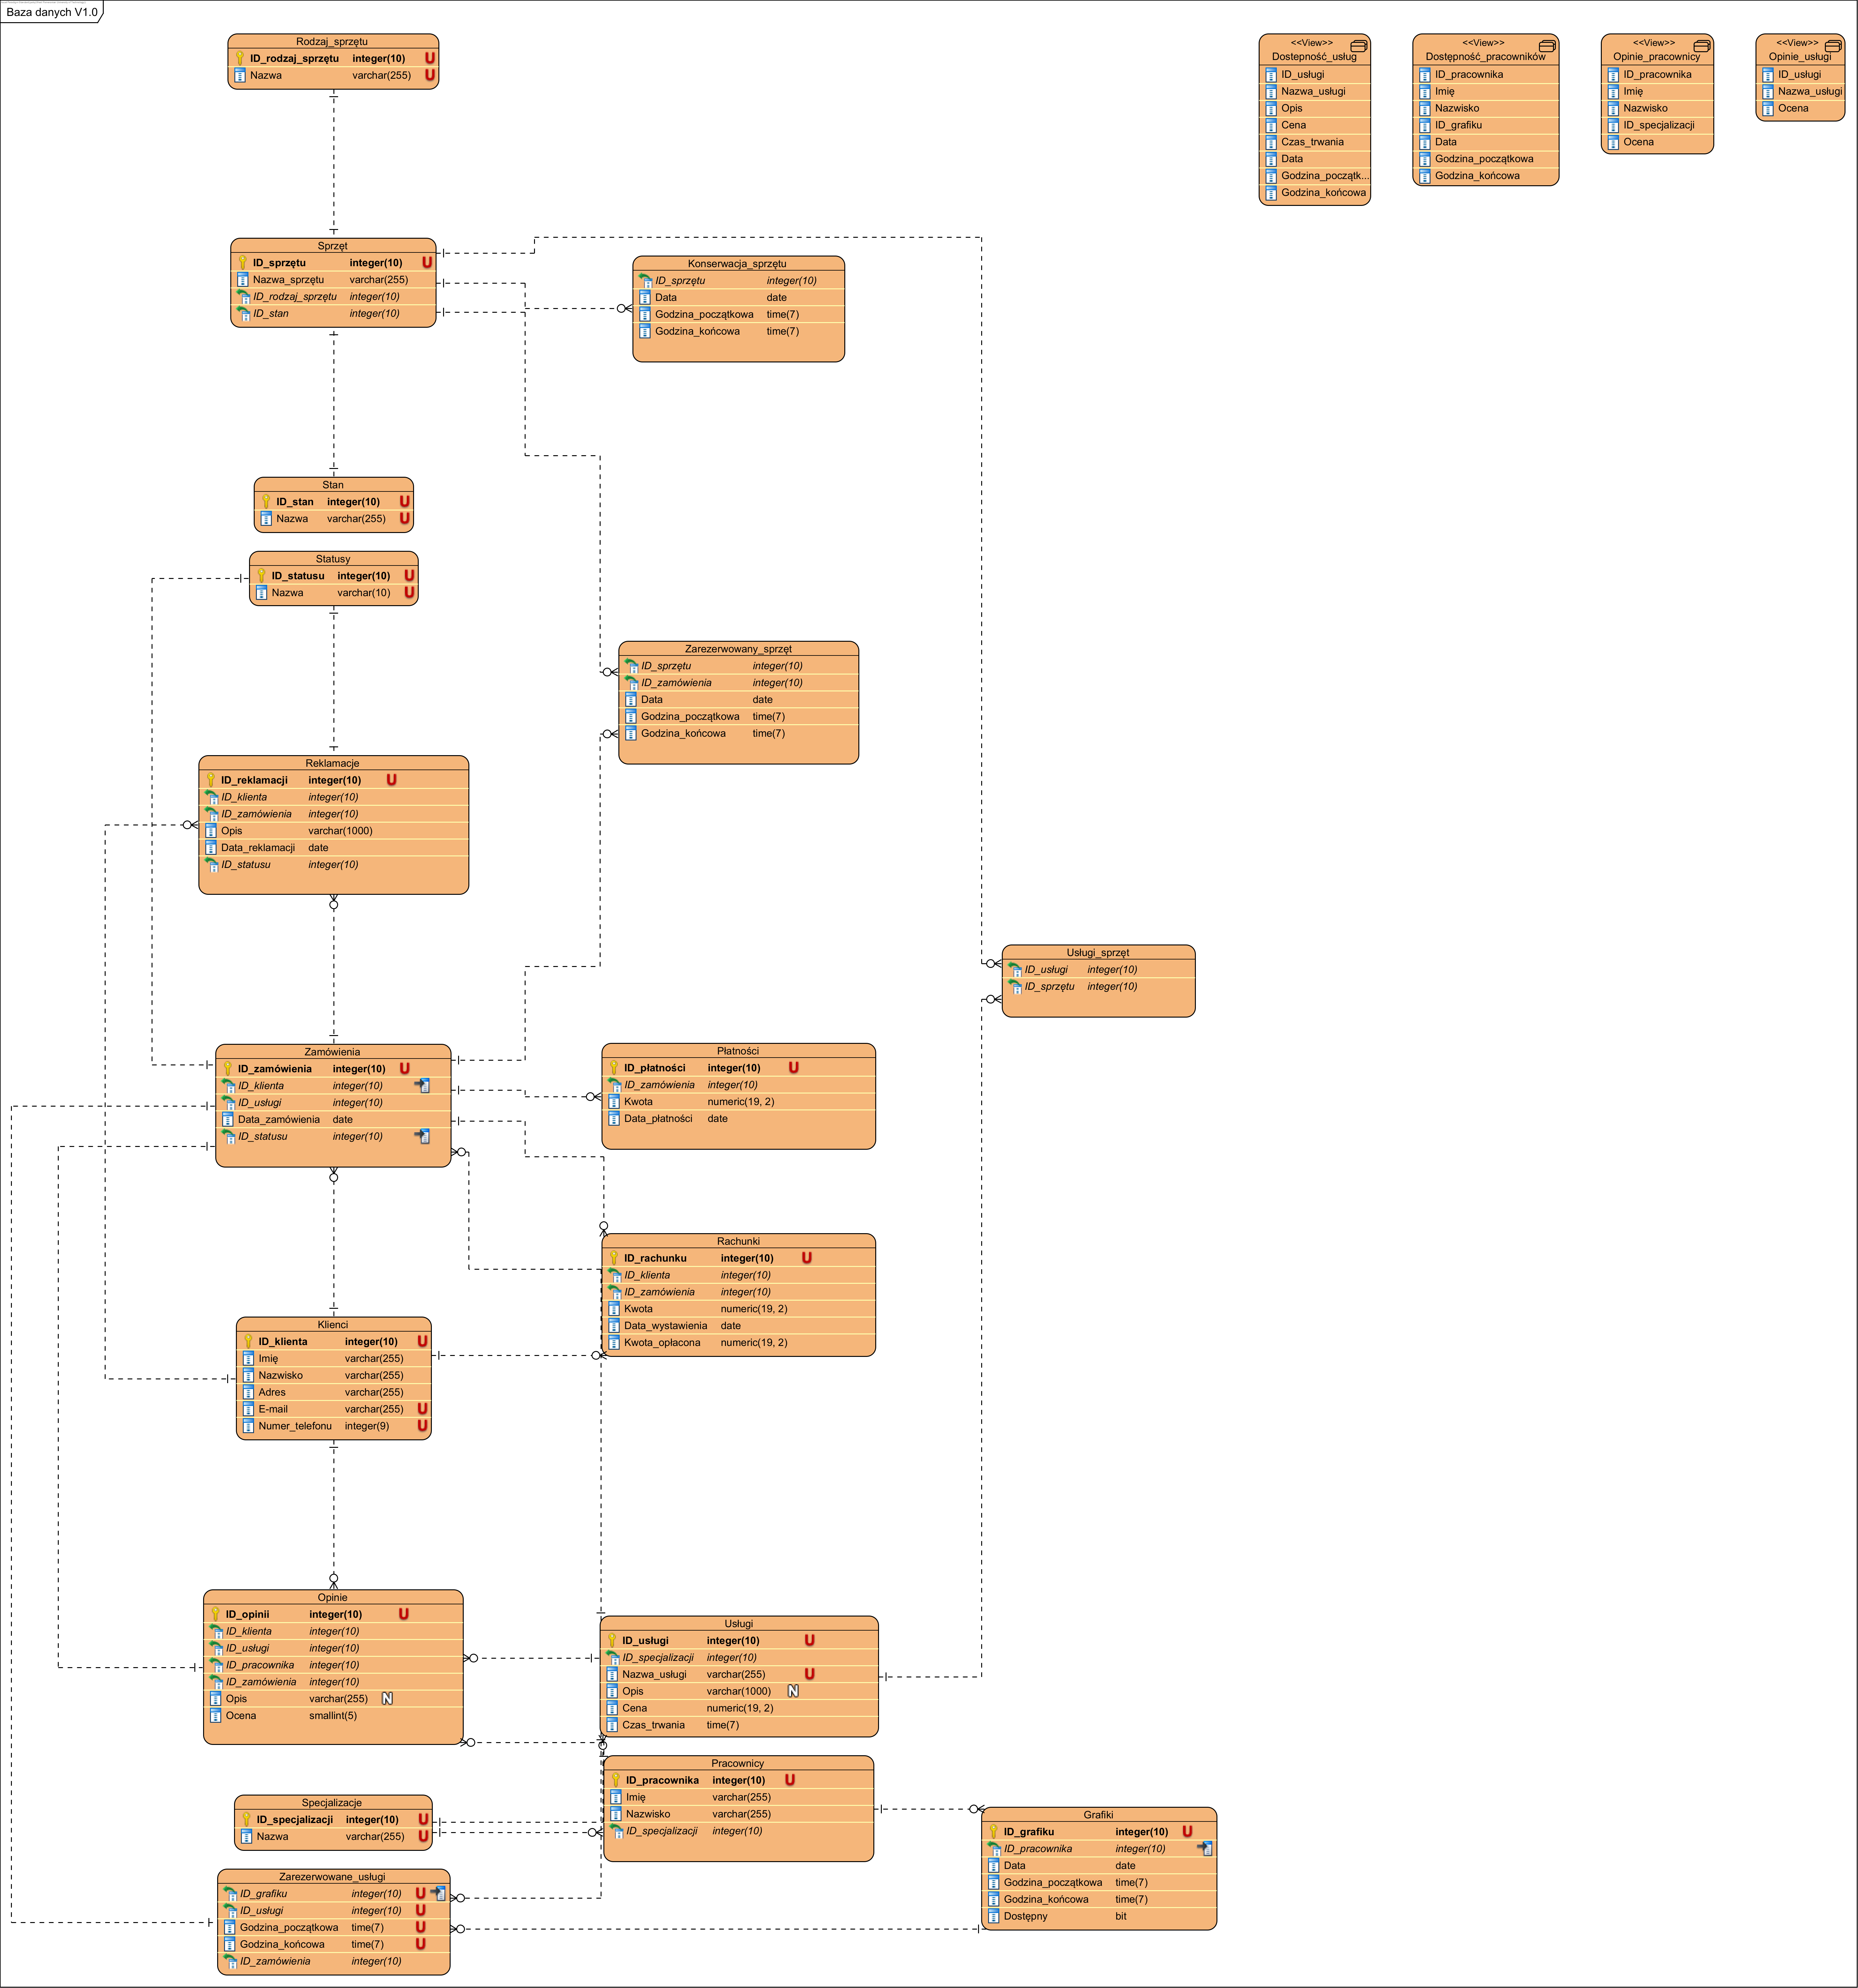 Baza danych V1.0
Rodzaj_sprzętu
ID_rodzaj_sprzętu integer(10) U
Nazwa varchar(255) U
<<View>>
Dostepność_usług
ID_usługi
Nazwa_usługi
Opis
Cena
Czas_trwania
Data
Godzina_początk...
Godzina_końcowa
<<View>>
Dostępność_pracowników
ID_pracownika
Imię
Nazwisko
ID_grafiku
Data
Godzina_początkowa
Godzina_końcowa
<<View>>
Opinie_pracownicy
ID_pracownika
Imię
Nazwisko
ID_specjalizacji
Ocena
<<View>>
Opinie_usługi
ID_usługi
Nazwa_usługi
Ocena
Sprzęt
ID_sprzętu integer(10) U
Nazwa_sprzętu varchar(255)
ID_rodzaj_sprzętu integer(10)
ID_stan integer(10)
Konserwacja_sprzętu
ID_sprzętu integer(10)
Data date
Godzina_początkowa time(7)
Godzina_końcowa time(7)
Stan
ID_stan integer(10) U
Nazwa varchar(255) U
Statusy
ID_statusu integer(10) U
Nazwa varchar(10) U
Zarezerwowany_sprzęt
ID_sprzętu integer(10)
ID_zamówienia integer(10)
Data date
Godzina_początkowa time(7)
Godzina_końcowa time(7)
Reklamacje
ID_reklamacji integer(10) U
ID_klienta integer(10)
ID_zamówienia integer(10)
Opis varchar(1000)
Data_reklamacji date
ID_statusu integer(10)
Usługi_sprzęt
ID_usługi integer(10)
ID_sprzętu integer(10)
Zamówienia
ID_zamówienia integer(10) U
ID_klienta integer(10)
ID_usługi integer(10)
Data_zamówienia date
ID_statusu integer(10)
Płatności
ID_płatności integer(10) U
ID_zamówienia integer(10)
Kwota numeric(19, 2)
Data_płatności date
Rachunki
ID_rachunku integer(10) U
ID_klienta integer(10)
ID_zamówienia integer(10)
Kwota numeric(19, 2)
Data_wystawienia date
Kwota_opłacona numeric(19, 2)
Klienci
ID_klienta integer(10) U
Imię varchar(255)
Nazwisko varchar(255)
Adres varchar(255)
E-mail varchar(255) U
Numer_telefonu integer(9) U
Opinie
ID_opinii integer(10) U
ID_klienta integer(10)
ID_usługi integer(10)
ID_pracownika integer(10)
ID_zamówienia integer(10)
Opis varchar(255) N
Ocena smallint(5)
Usługi
ID_usługi integer(10) U
ID_specjalizacji integer(10)
Nazwa_usługi varchar(255) U
Opis varchar(1000) N
Cena numeric(19, 2)
Czas_trwania time(7)
Pracownicy
ID_pracownika integer(10) U
Imię varchar(255)
Nazwisko varchar(255)
ID_specjalizacji integer(10)
Specjalizacje
ID_specjalizacji integer(10) U
Nazwa varchar(255) U
Grafiki
ID_grafiku integer(10) U
ID_pracownika integer(10)
Data date
Godzina_początkowa time(7)
Godzina_końcowa time(7)
Dostępny bit
Zarezerwowane_usługi
ID_grafiku integer(10) U
ID_usługi integer(10) U
Godzina_początkowa time(7) U
Godzina_końcowa time(7) U
ID_zamówienia integer(10)